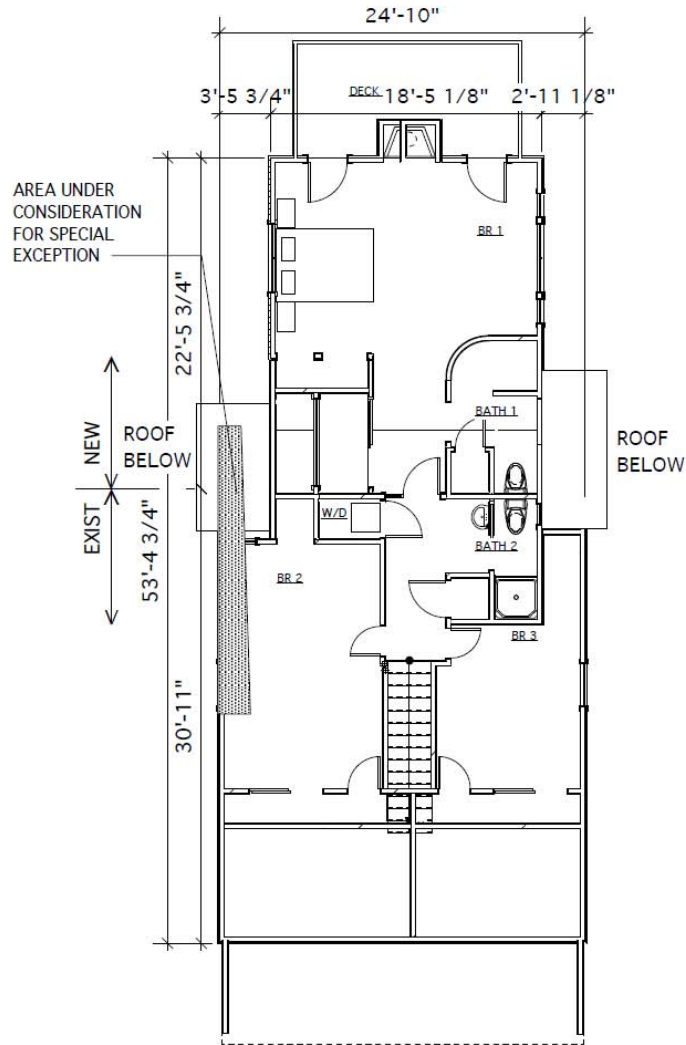 24'-10"
3'-5 3/4"
DECK
18'-5 1/8"
2'-11 1/8"
AREA UNDER
CONSIDERATION
FOR SPECIAL
EXCEPTION
BR 1
22'-5 3/4"
NEW
ROOF
BELOW
BATH 1
ROOF
BELOW
EXIST
53'-4 3/4"
W/D
BATH 2
BR 2
BR 3
30'-11"